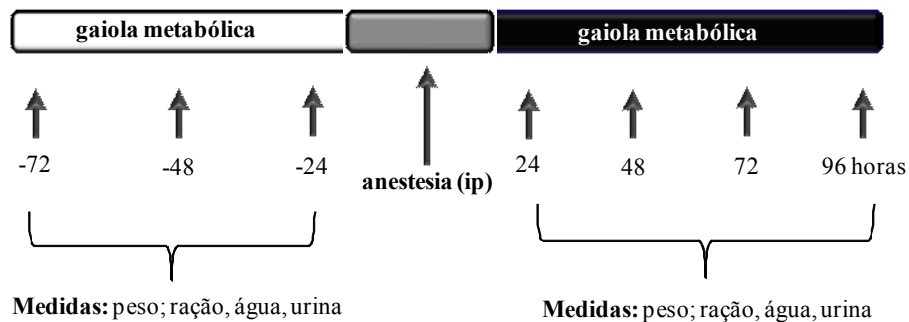 gaiola metabólica
gaiola metabólica
-72
-48
-24
anestesia (ip)
24
48
72
96 horas
Medidas: peso; ração, água, urina
Medidas: peso; ração, água, urina